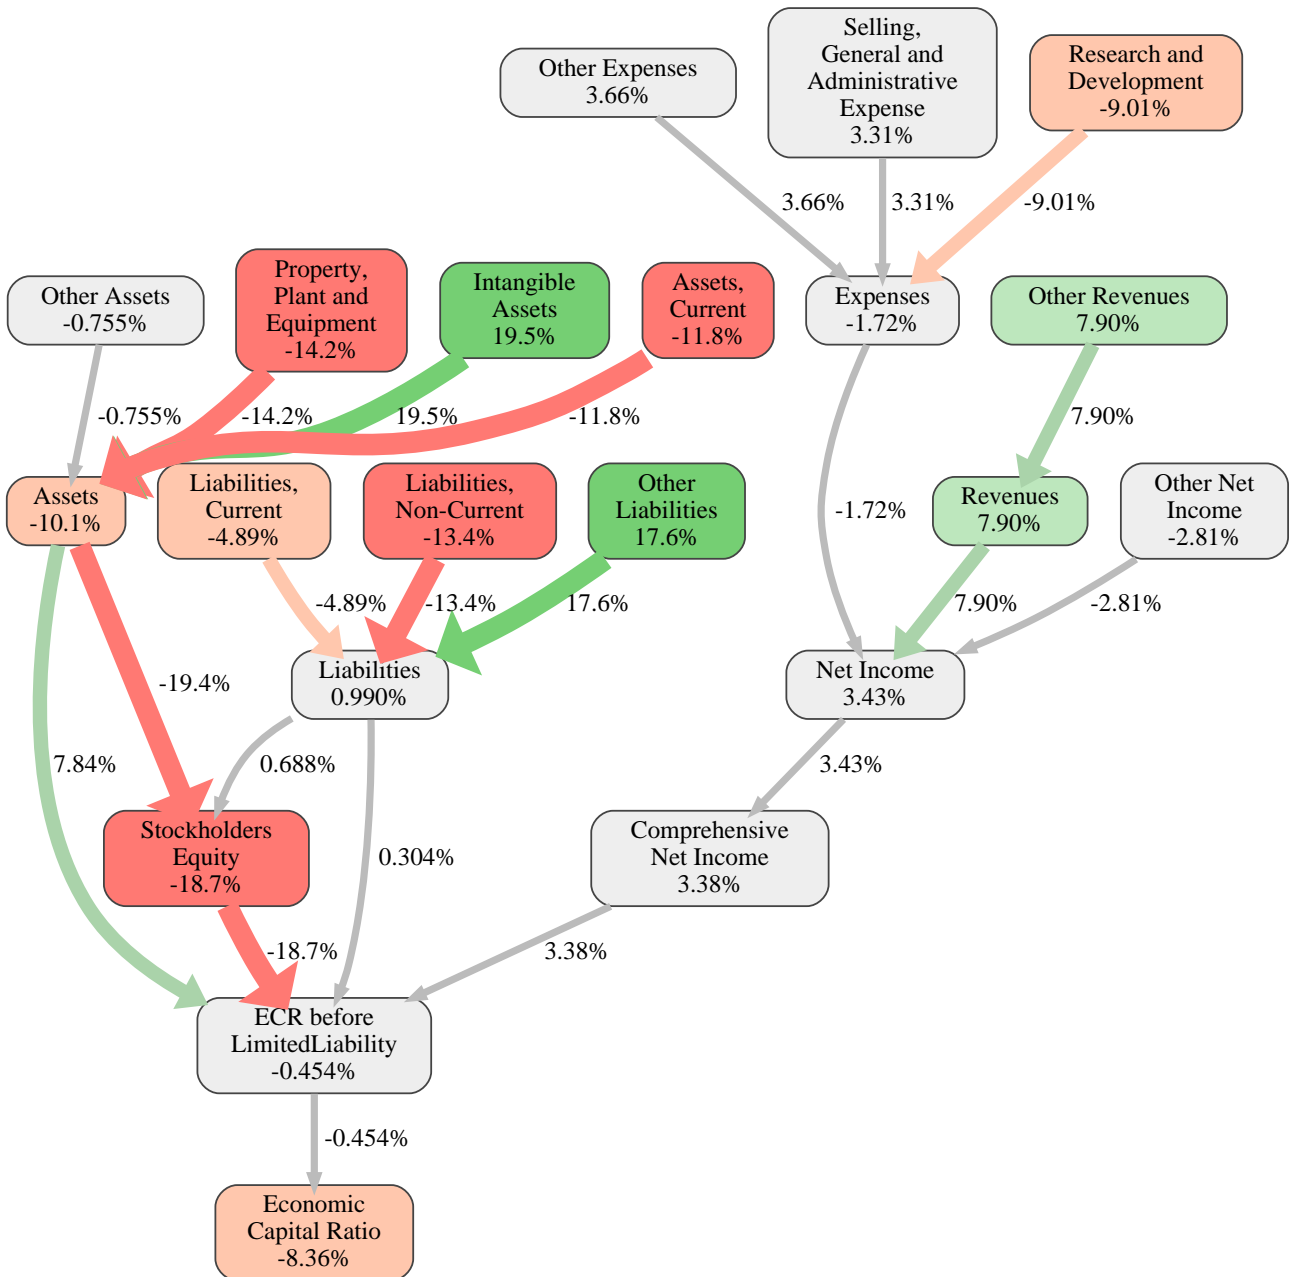 Other Expenses
3.66%
Selling,
General and
Administrative
Expense
3.31%
Research and
Development
-9.01%
3.66%
3.31%
-9.01%
Other Assets
-0.755%
Property,
Plant and
Equipment
-14.2%
Intangible
Assets
19.5%
Assets,
Current
-11.8%
Expenses
-1.72%
Other Revenues
7.90%
-0.755%
-14.2%
19.5%
-11.8%
7.90%
Assets
-10.1%
Liabilities,
Current
-4.89%
Liabilities,
Non-Current
-13.4%
Other
Liabilities
17.6%
-1.72%
Revenues
7.90%
Other Net
Income
-2.81%
-4.89%
-13.4%
17.6%
7.90%
-2.81%
Liabilities
0.990%
Net Income
3.43%
-19.4%
7.84%
0.688%
3.43%
Stockholders
Equity
-18.7%
0.304%
Comprehensive
Net Income
3.38%
-18.7%
3.38%
ECR before
LimitedLiability
-0.454%
-0.454%
Economic
Capital Ratio
-8.36%